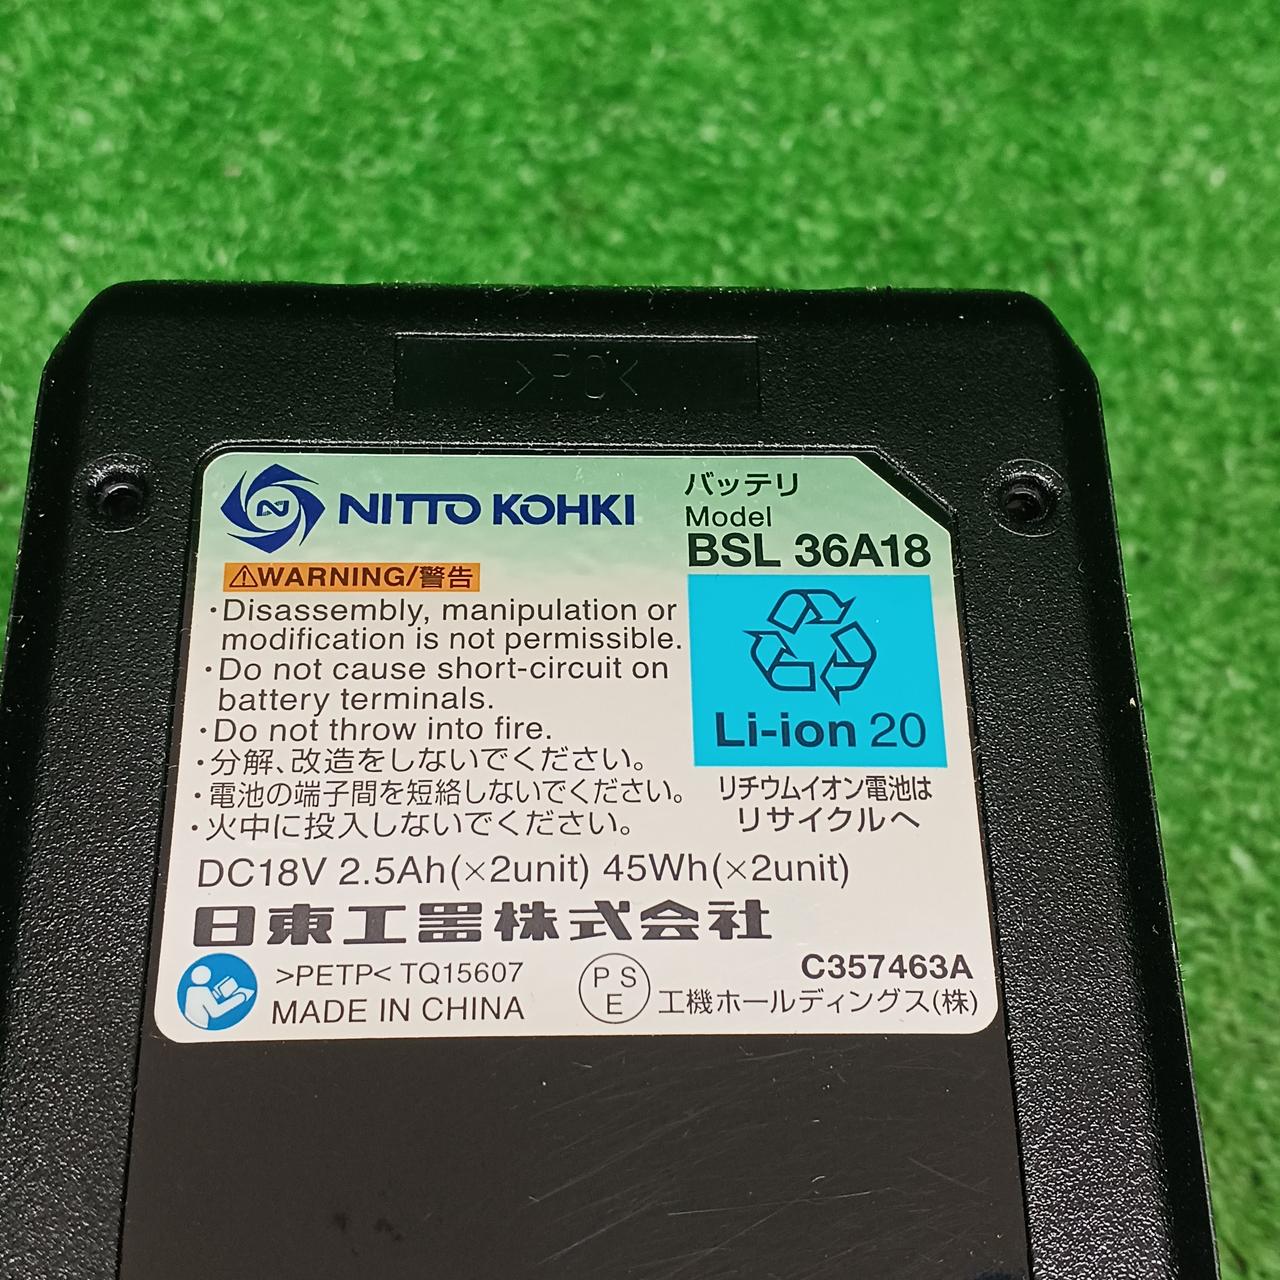 >PC<
NITTO KOHKI
バッテリ
Model
BSL 36A18
⚠WARNING/警告
・Disassembly, manipulation or
modification is not permissible.
・Do not cause short-circuit on
battery terminals.
・Do not throw into fire.
・分解、改造をしないでください。
・電池の端子間を短絡しないでください。
・火中に投入しないでください。
Li-ion 20
リチウムイオン電池は
リサイクルへ
DC18V 2.5Ah(×2unit) 45Wh(×2unit)
日東工器株式会社
>PETP< TQ15607
MADE IN CHINA
PS
E
C357463A
工機ホールディングス(株)